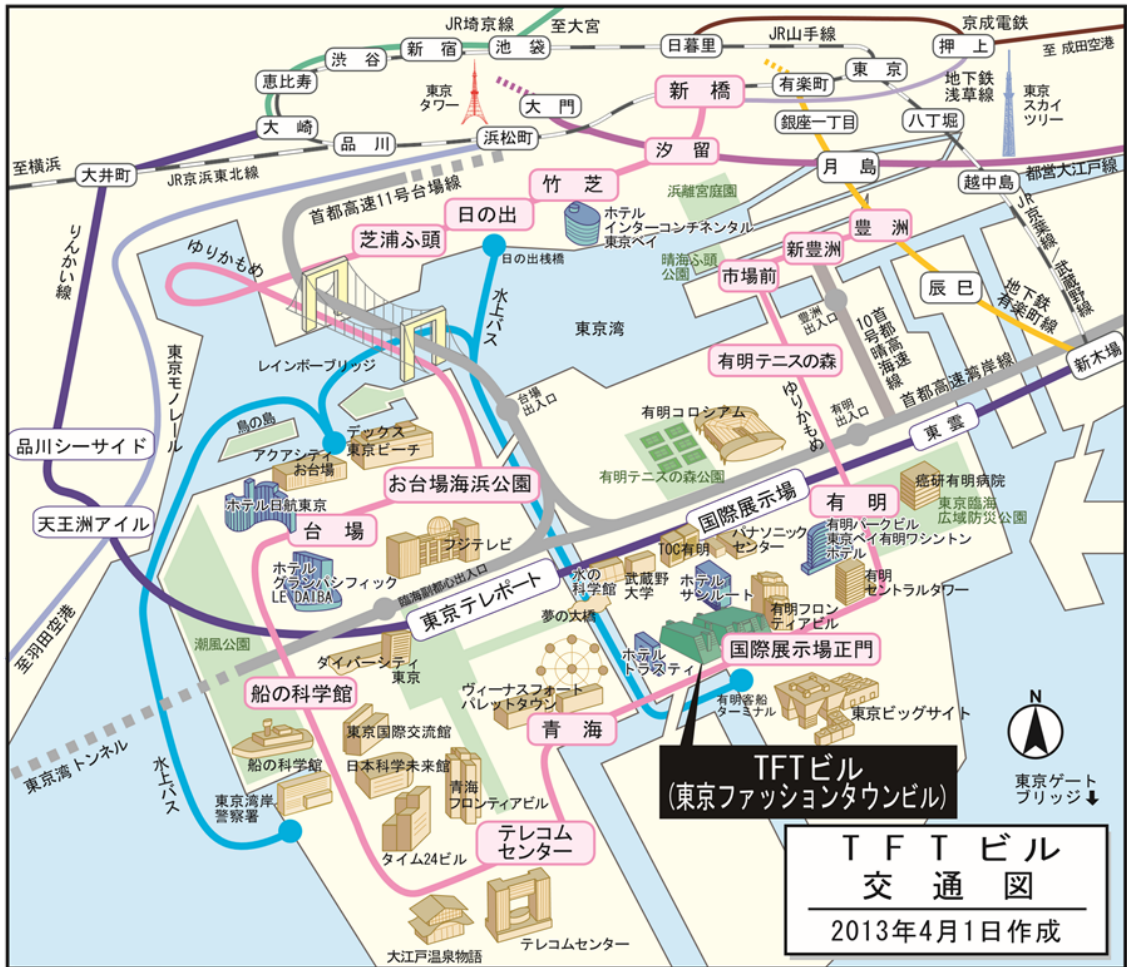 JR埼京線
至大宮
京成電鉄
渋谷
新宿
池袋
日暮里
JR山手線
押上
至 成田空港
恵比寿
東京
タワー
大門
新橋
有楽町
東京
地下鉄
浅草線
東京
スカイ
ツリー
大崎
品川
浜松町
銀座一丁目
八丁堀
至横浜
大井町
JR京浜東北線
汐留
月島
越中島
都営大江戸線
首都高速11号台場線
竹芝
浜離宮庭園
JR京葉線/武蔵野線
りんかい線
日の出
ホテル
インターコンチネンタル
東京ベイ
芝浦ふ頭
日の出桟橋
晴海ふ頭
公園
新豊洲
豊洲
ゆりかもめ
市場前
辰巳
地下鉄
有楽町線
水上バス
東京湾
豊洲
出入口
10号晴海線
首都高速
新木場
東京モノレール
レインボーブリッジ
有明テニスの森
首都高速湾岸線
台場
出入口
有明コロシアム
ゆりかもめ
有明
出入口
鳥の島
デックス
東京ビーチ
品川シーサイド
アクアシティ
お台場
東雲
お台場海浜公園
有明テニスの森公園
癌研有明病院
ホテル日航東京
国際展示場
有明
東京臨海
広域防災公園
天王洲アイル
台場
フジテレビ
パナソニック
センター
有明パークビル
東京ベイ有明ワシントン
ホテル
TOC有明
ホテル
グランパシフィック
LE DAIBA
臨海副都心出入口
東京テレポート
水の
科学館
武蔵野
大学
ホテル
サンルート
有明
セントラルタワー
夢の大橋
有明フロン
ティアビル
至羽田空港
潮風公園
ダイバーシティ
東京
ホテル
トラスティ
国際展示場正門
船の科学館
ヴィーナスフォート
パレットタウン
有明客船
ターミナル
東京ビッグサイト
青海
東京国際交流館
N
東京湾トンネル
水上バス
船の科学館
日本科学未来館
青海
フロンティアビル
TFTビル
(東京ファッションタウンビル)
東京ゲート
ブリッジ⬇
東京湾岸
警察署
タイム24ビル
テレコム
センター
大江戸温泉物語
テレコムセンター
TFTビル
交通図
2013年4月1日作成